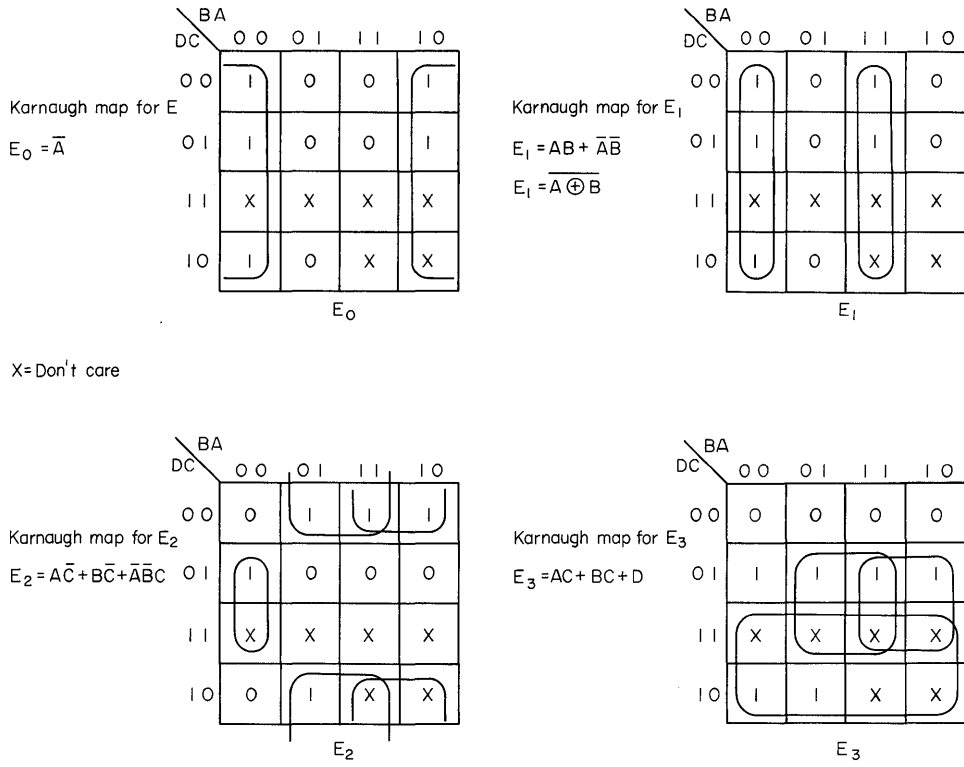 BA
DC 00 01 11 10
00 1 0 0 1
01 1 0 0 1
11 X X X X
10 1 0 X X
E₀
Karnaugh map for E
E₀ = A̅
BA
DC 00 01 11 10
00 1 0 1 0
01 1 0 1 0
11 X X X X
10 1 0 X X
E₁
Karnaugh map for E₁
E₁ = AB + A̅B̅
E₁ = \overline{A ⊕ B}
X = Don't care
BA
DC 00 01 11 10
00 0 1 1 1
01 1 0 0 0
11 X X X X
10 0 1 X X
E₂
Karnaugh map for E₂
E₂ = AC̅ + BC̅ + A̅B̅C
BA
DC 00 01 11 10
00 0 0 0 0
01 1 1 1 1
11 X X X X
10 1 1 X X
E₃
Karnaugh map for E₃
E₃ = AC + BC + D